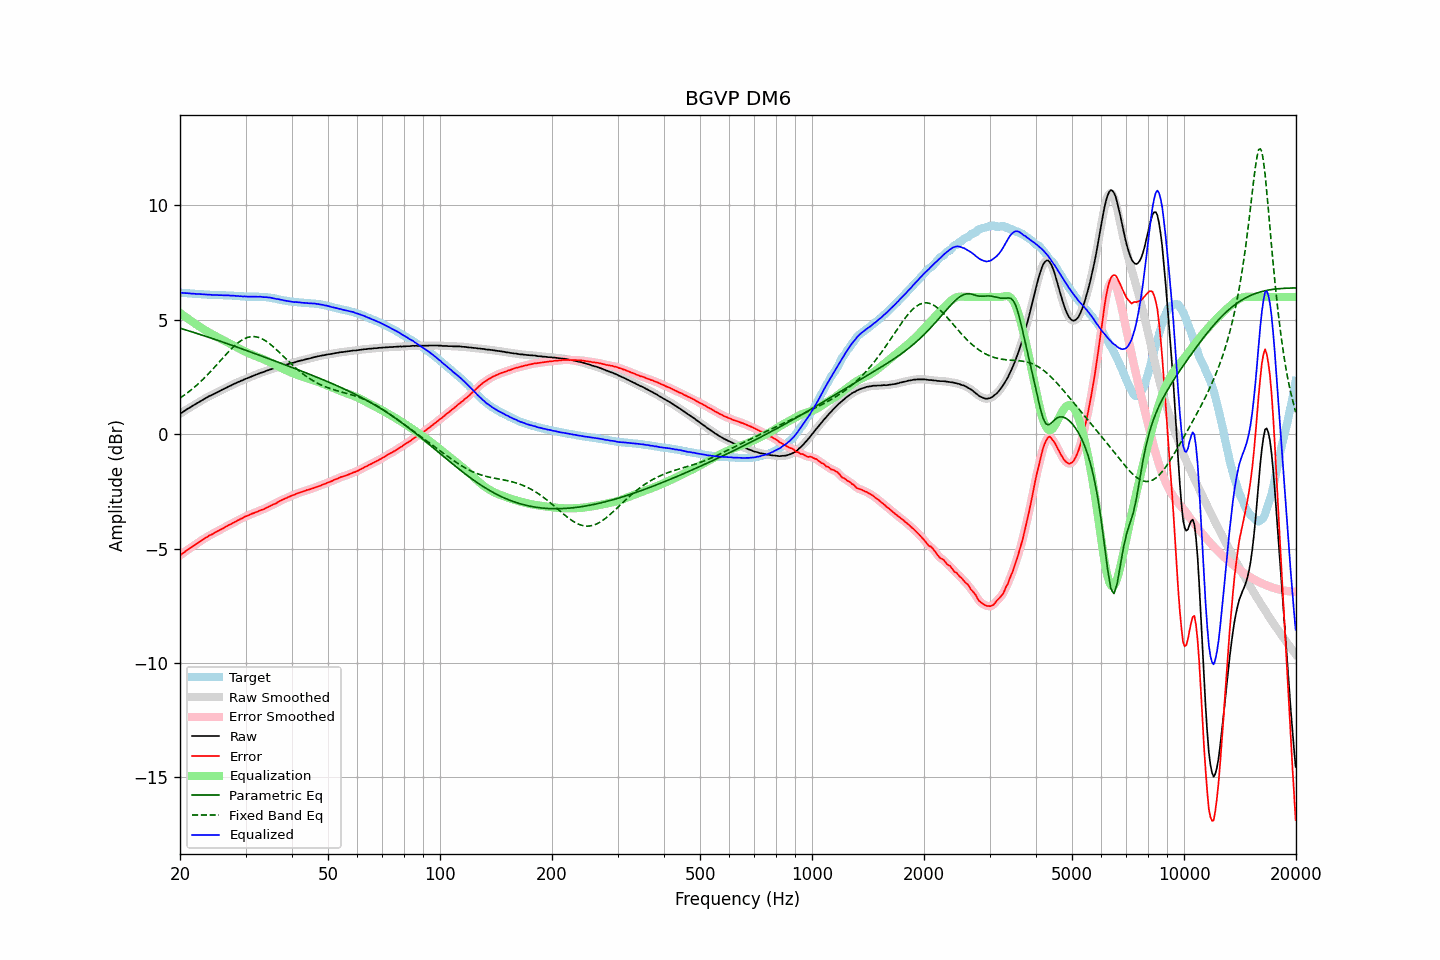 BGVP DM6
Amplitude (dBr)
10
5
0
−5
−10
−15
Target
Raw Smoothed
Error Smoothed
Raw
Error
Equalization
Parametric Eq
Fixed Band Eq
Equalized
20 50 100 200 500 1000 2000 5000 10000 20000
Frequency (Hz)